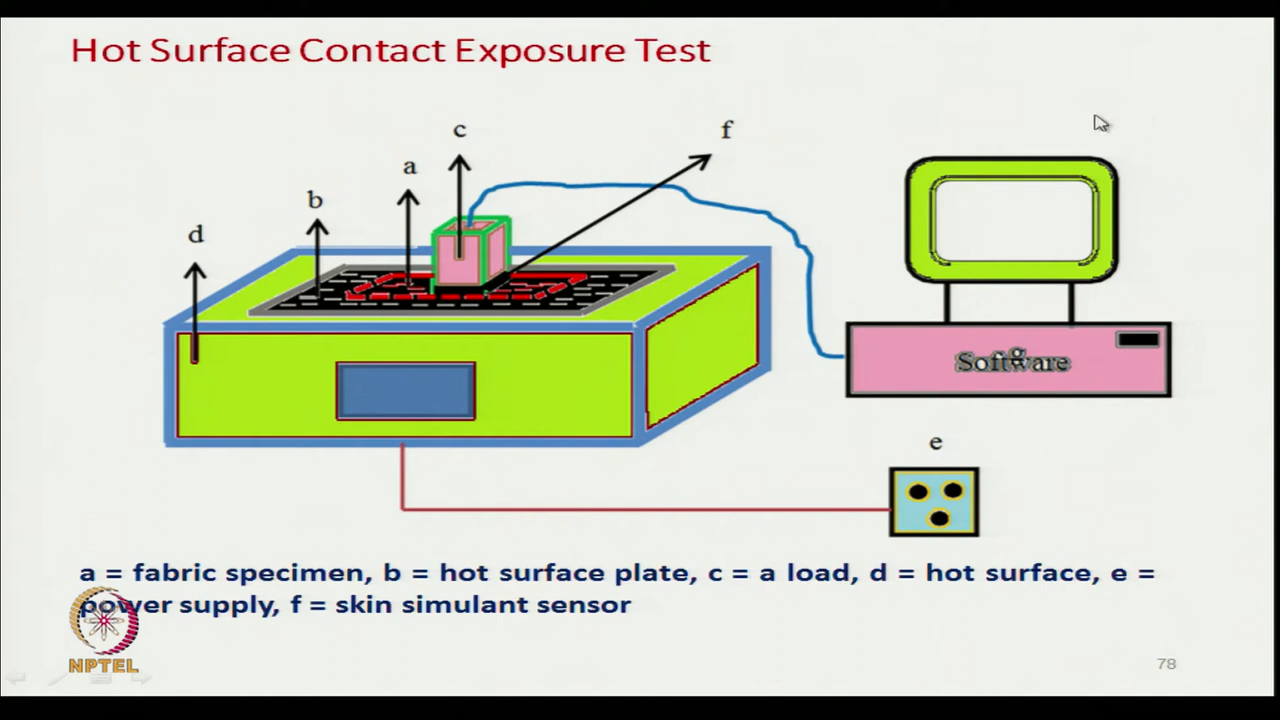 Hot Surface Contact Exposure Test
c
f
a
b
d
Software
e
a = fabric specimen, b = hot surface plate, c = a load, d = hot surface, e =
power supply, f = skin simulant sensor
NPTEL
78